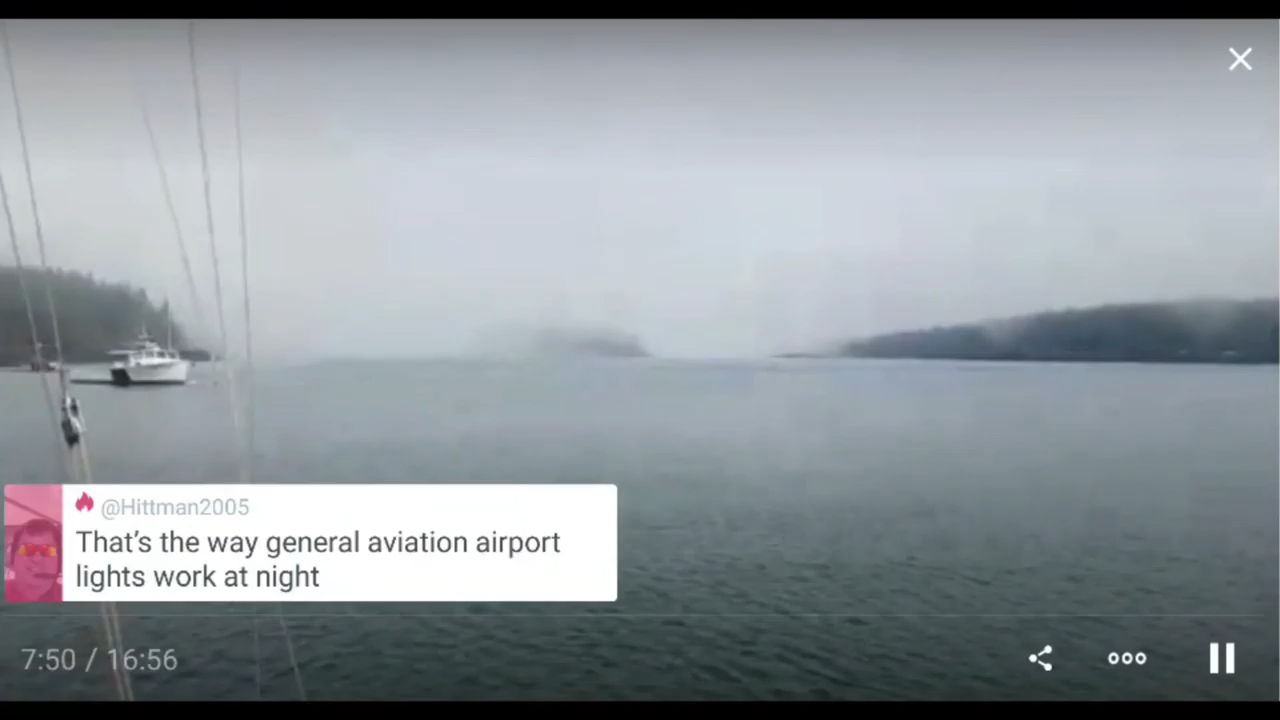 @Hittman2005
That's the way general aviation airport
lights work at night
7:50 / 16:56